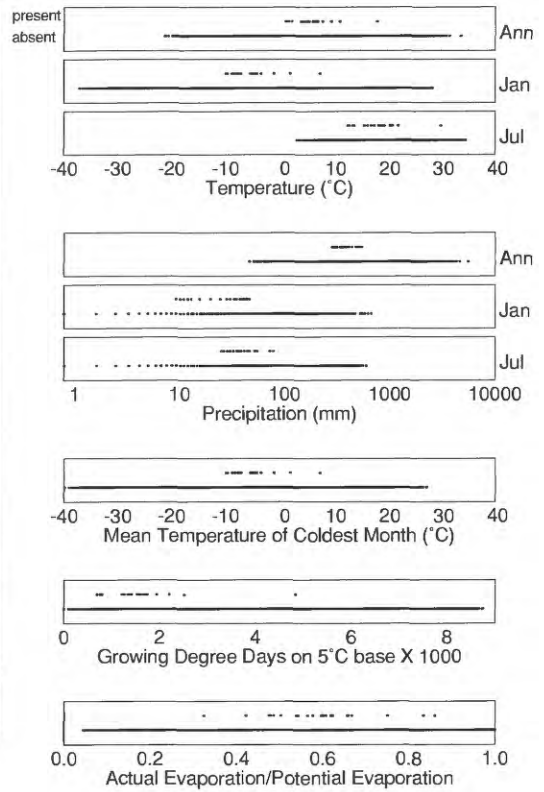 present
absent
Ann
Jan
Jul
-40 -30 -20 -10 0 10 20 30 40
Temperature (˚C)
Ann
Jan
Jul
1 10 100 1000 10000
Precipitation (mm)
-40 -30 -20 -10 0 10 20 30 40
Mean Temperature of Coldest Month (˚C)
0 2 4 6 8
Growing Degree Days on 5˚C base X 1000
0.0 0.2 0.4 0.6 0.8 1.0
Actual Evaporation/Potential Evaporation